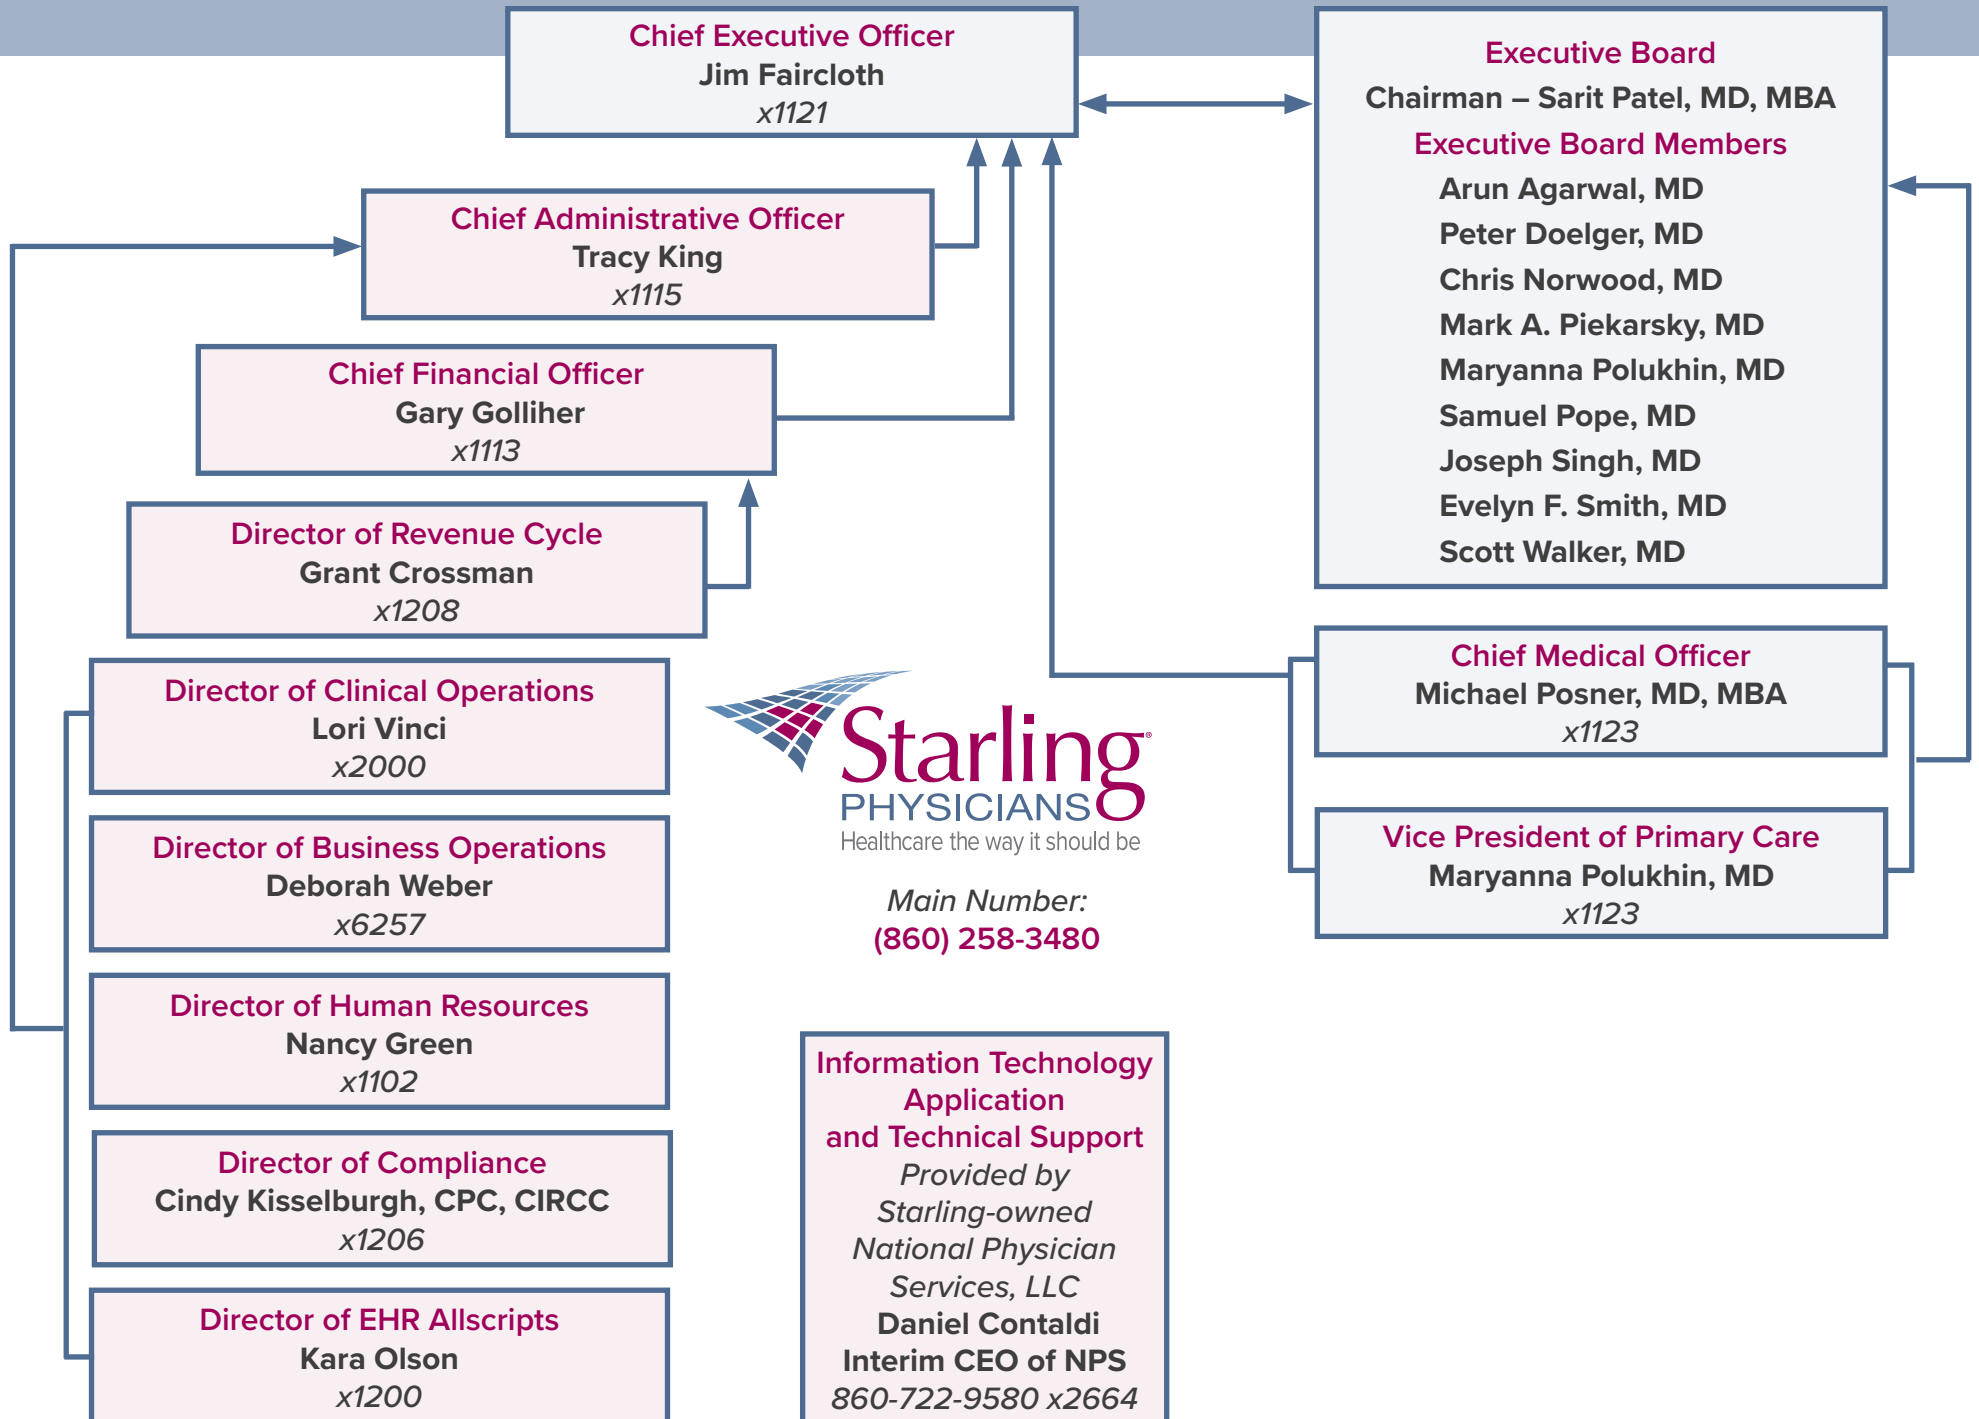 Chief Executive Officer
Jim Faircloth
x1121
Executive Board
Chairman – Sarit Patel, MD, MBA
Executive Board Members
Arun Agarwal, MD
Peter Doelger, MD
Chris Norwood, MD
Mark A. Piekarsky, MD
Maryanna Polukhin, MD
Samuel Pope, MD
Joseph Singh, MD
Evelyn F. Smith, MD
Scott Walker, MD
Chief Administrative Officer
Tracy King
x1115
Chief Financial Officer
Gary Golliher
x1113
Director of Revenue Cycle
Grant Crossman
x1208
Director of Clinical Operations
Lori Vinci
x2000
Director of Business Operations
Deborah Weber
x6257
Director of Human Resources
Nancy Green
x1102
Director of Compliance
Cindy Kisselburgh, CPC, CIRCC
x1206
Director of EHR Allscripts
Kara Olson
x1200
Starling®
PHYSICIANS
Healthcare the way it should be
Main Number:
(860) 258-3480
Information Technology
Application
and Technical Support
Provided by
Starling-owned
National Physician
Services, LLC
Daniel Contaldi
Interim CEO of NPS
860-722-9580 x2664
Chief Medical Officer
Michael Posner, MD, MBA
x1123
Vice President of Primary Care
Maryanna Polukhin, MD
x1123